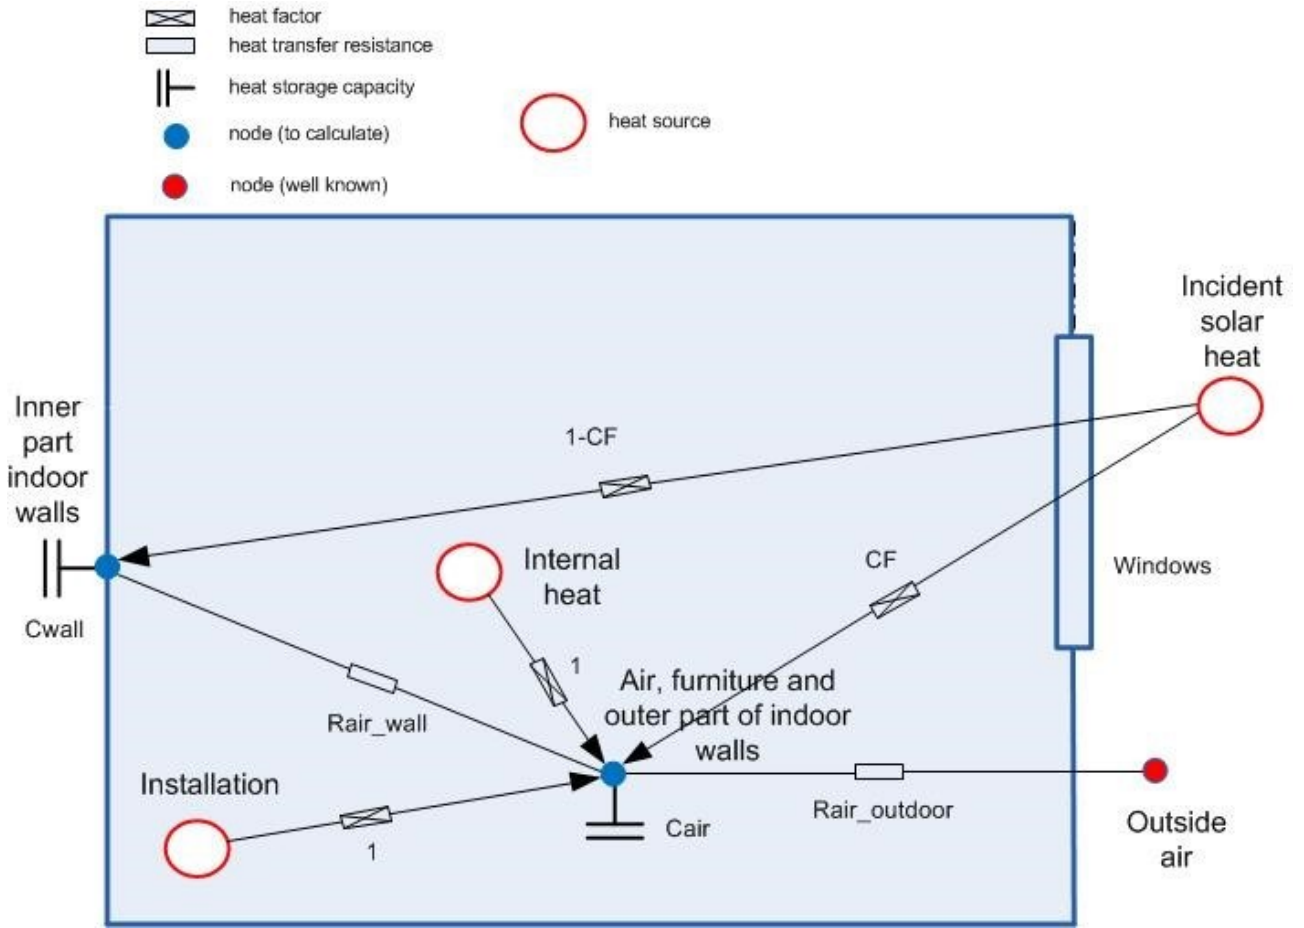 heat factor
heat transfer resistance
heat storage capacity
heat source
node (to calculate)
node (well known)
Incident
solar
heat
Inner
part
indoor
walls
1-CF
Internal
heat
CF
Windows
Cwall
1
Air, furniture and
outer part of indoor
walls
Rair_wall
Installation
Rair_outdoor
Cair
Outside
air
1